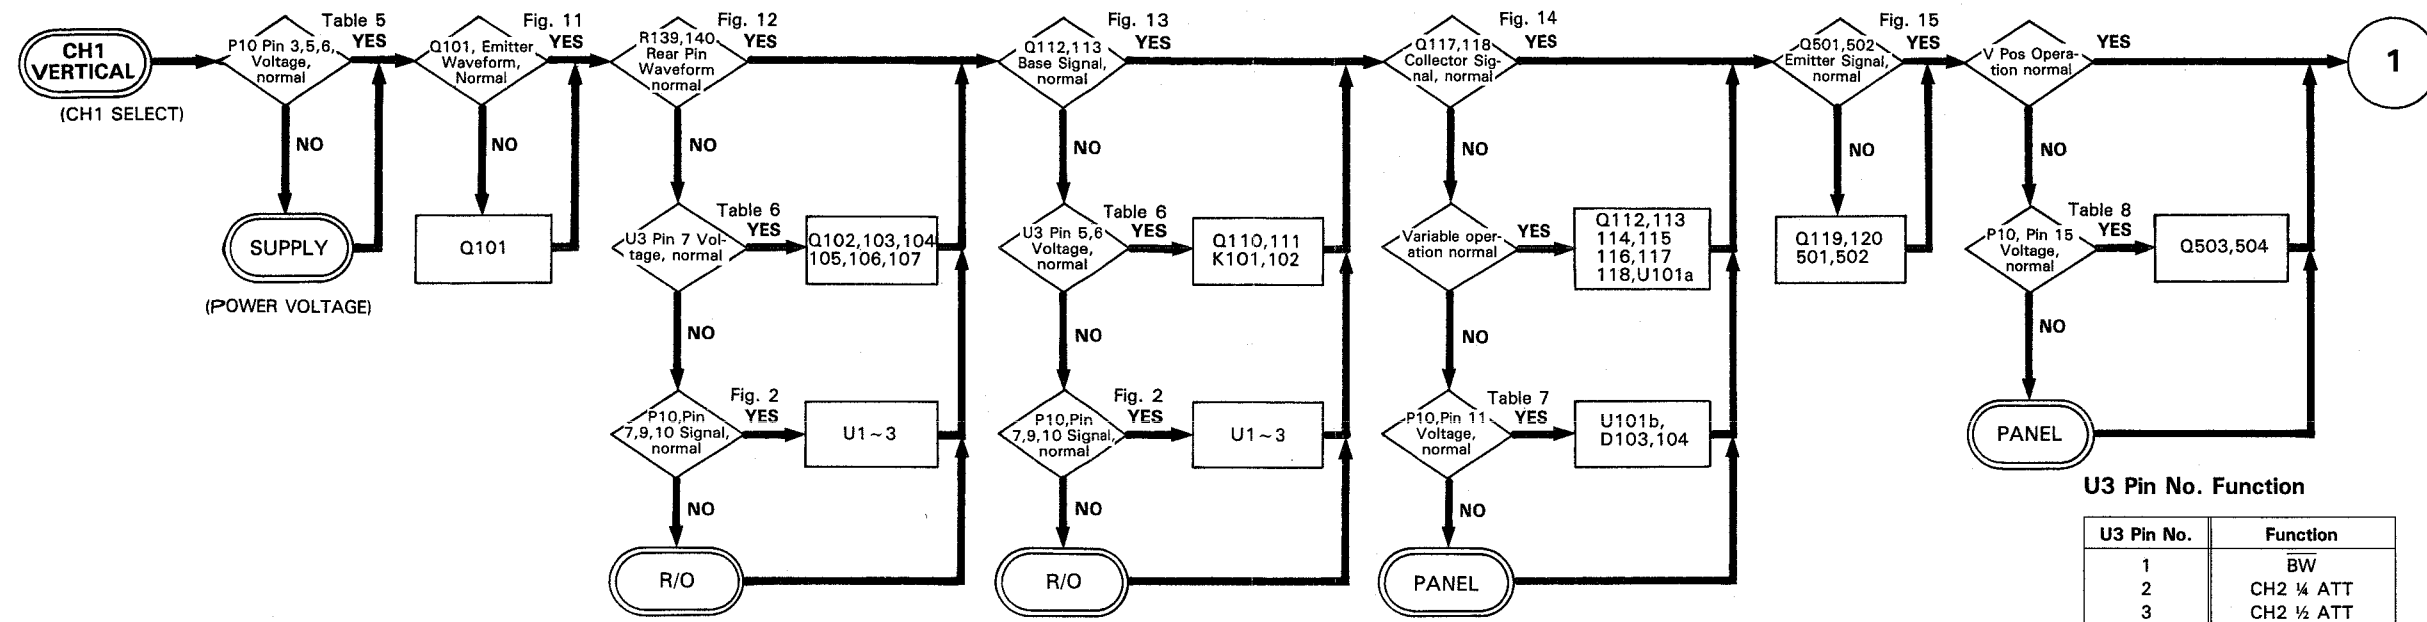 CH1
VERTICAL
(CH1 SELECT)
P10 Pin 3,5,6,
Voltage,
normal
Table 5
YES
NO
SUPPLY
(POWER VOLTAGE)
Q101, Emitter
Waveform,
Normal
Fig. 11
YES
NO
Q101
R139,140
Rear Pin
Waveform
normal
Fig. 12
YES
NO
U3 Pin 7 Vol-
tage, normal
Table 6
YES
Q102,103,104
105,106,107
NO
P10,Pin
7,9,10 Signal,
normal
Fig. 2
YES
U1~3
NO
R/O
Q112,113
Base Signal,
normal
Fig. 13
YES
NO
U3 Pin 5,6
Voltage,
normal
Table 6
YES
Q110,111
K101,102
NO
P10,Pin
7,9,10 Signal,
normal
Fig. 2
YES
U1~3
NO
R/O
Q117,118
Collector Sig-
nal, normal
Fig. 14
YES
NO
Variable oper-
ation normal
YES
Q112,113
114,115
116,117
118,U101a
NO
P10,Pin 11
Voltage,
normal
Table 7
YES
U101b,
D103,104
NO
PANEL
Q501,502
Emitter Signal,
normal
Fig. 15
YES
NO
Q119,120
501,502
V Pos Opera-
tion normal
YES
NO
P10, Pin 15
Voltage,
normal
Table 8
YES
Q503,504
NO
PANEL
1
U3 Pin No. Function
U3 Pin No. Function
1 B̅W̅
2 CH2 ¼ ATT
3 CH2 ½ ATT